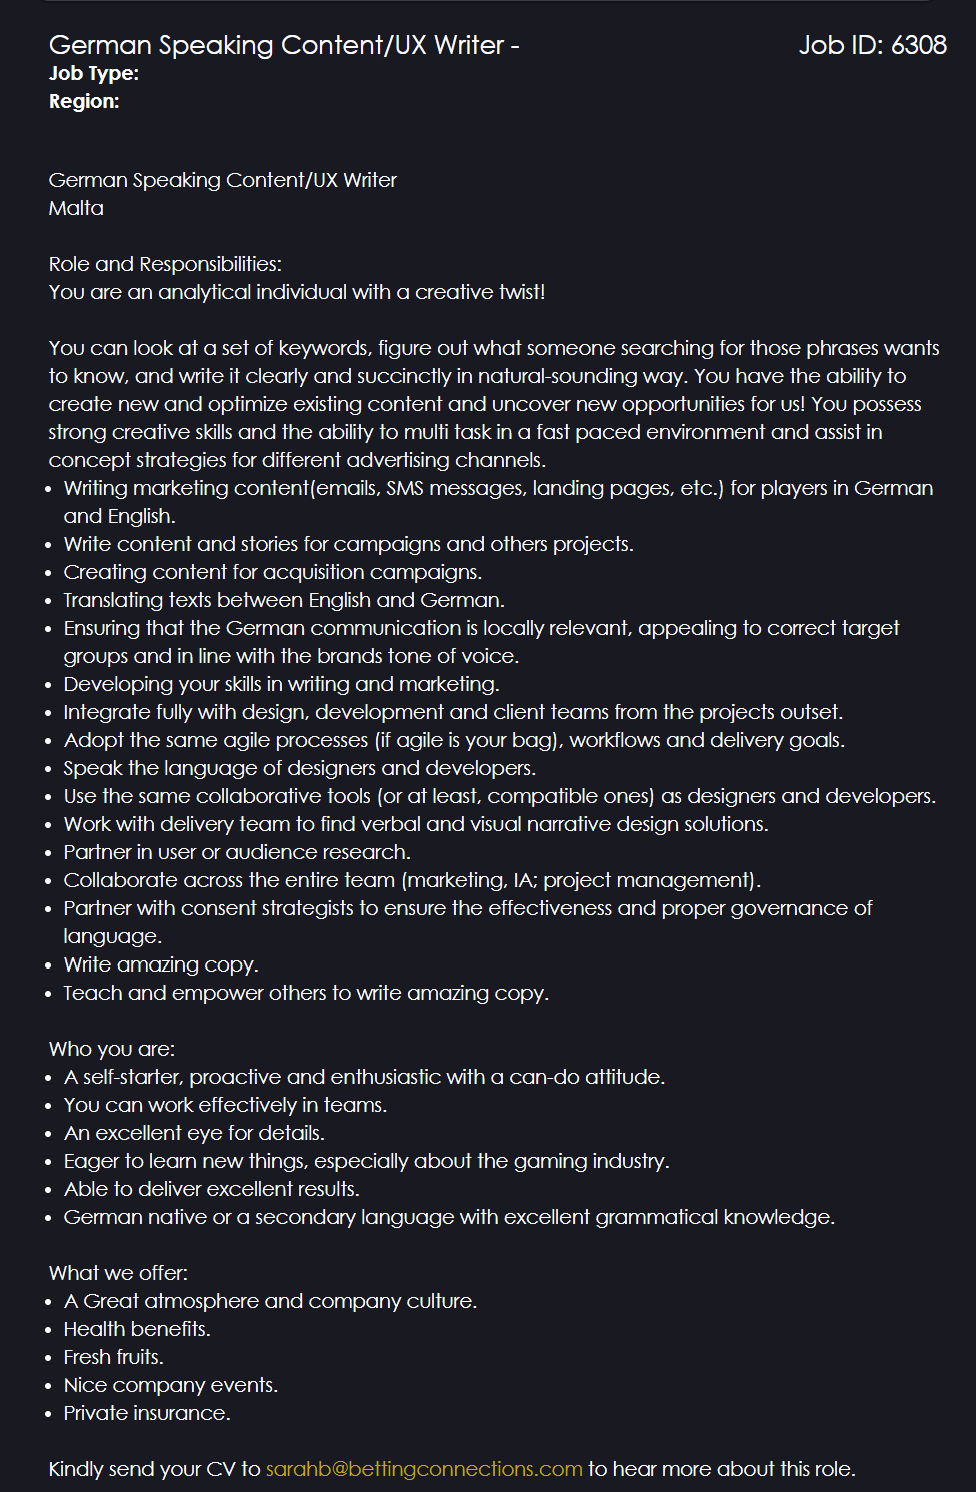 German Speaking Content/UX Writer - Job ID: 6308
Job Type:
Region:
German Speaking Content/UX Writer
Malta
Role and Responsibilities:
You are an analytical individual with a creative twist!
You can look at a set of keywords, figure out what someone searching for those phrases wants
to know, and write it clearly and succinctly in natural-sounding way. You have the ability to
create new and optimize existing content and uncover new opportunities for us! You possess
strong creative skills and the ability to multi task in a fast paced environment and assist in
concept strategies for different advertising channels.
• Writing marketing content(emails, SMS messages, landing pages, etc.) for players in German
and English.
• Write content and stories for campaigns and others projects.
• Creating content for acquisition campaigns.
• Translating texts between English and German.
• Ensuring that the German communication is locally relevant, appealing to correct target
groups and in line with the brands tone of voice.
• Developing your skills in writing and marketing.
• Integrate fully with design, development and client teams from the projects outset.
• Adopt the same agile processes (if agile is your bag), workflows and delivery goals.
• Speak the language of designers and developers.
• Use the same collaborative tools (or at least, compatible ones) as designers and developers.
• Work with delivery team to find verbal and visual narrative design solutions.
• Partner in user or audience research.
• Collaborate across the entire team (marketing, IA; project management).
• Partner with consent strategists to ensure the effectiveness and proper governance of
language.
• Write amazing copy.
• Teach and empower others to write amazing copy.
Who you are:
• A self-starter, proactive and enthusiastic with a can-do attitude.
• You can work effectively in teams.
• An excellent eye for details.
• Eager to learn new things, especially about the gaming industry.
• Able to deliver excellent results.
• German native or a secondary language with excellent grammatical knowledge.
What we offer:
• A Great atmosphere and company culture.
• Health benefits.
• Fresh fruits.
• Nice company events.
• Private insurance.
Kindly send your CV to sarahb@bettingconnections.com to hear more about this role.